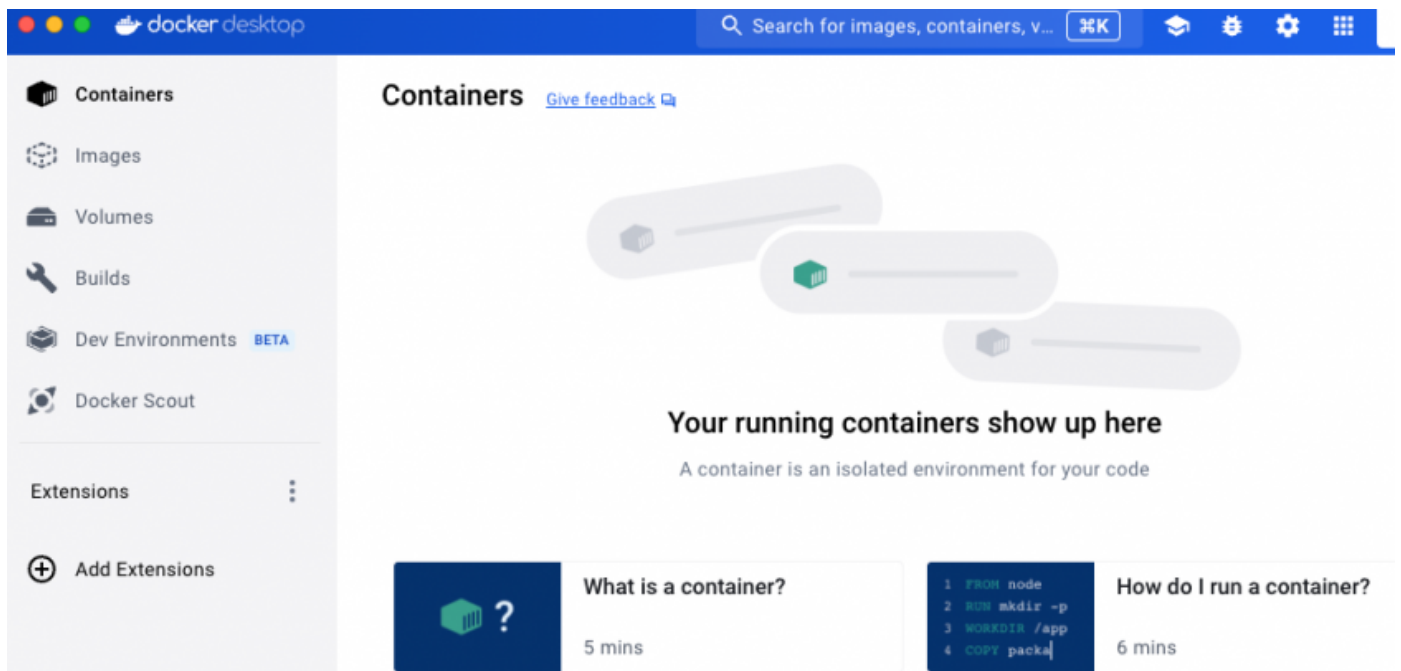 docker desktop
Search for images, containers, v... ⌘K
Containers
Images
Volumes
Builds
Dev Environments BETA
Docker Scout
Extensions
Add Extensions
Containers Give feedback
Your running containers show up here
A container is an isolated environment for your code
?
What is a container?
5 mins
1 FROM node
2 RUN mkdir -p
3 WORKDIR /app
4 COPY packa
How do I run a container?
6 mins